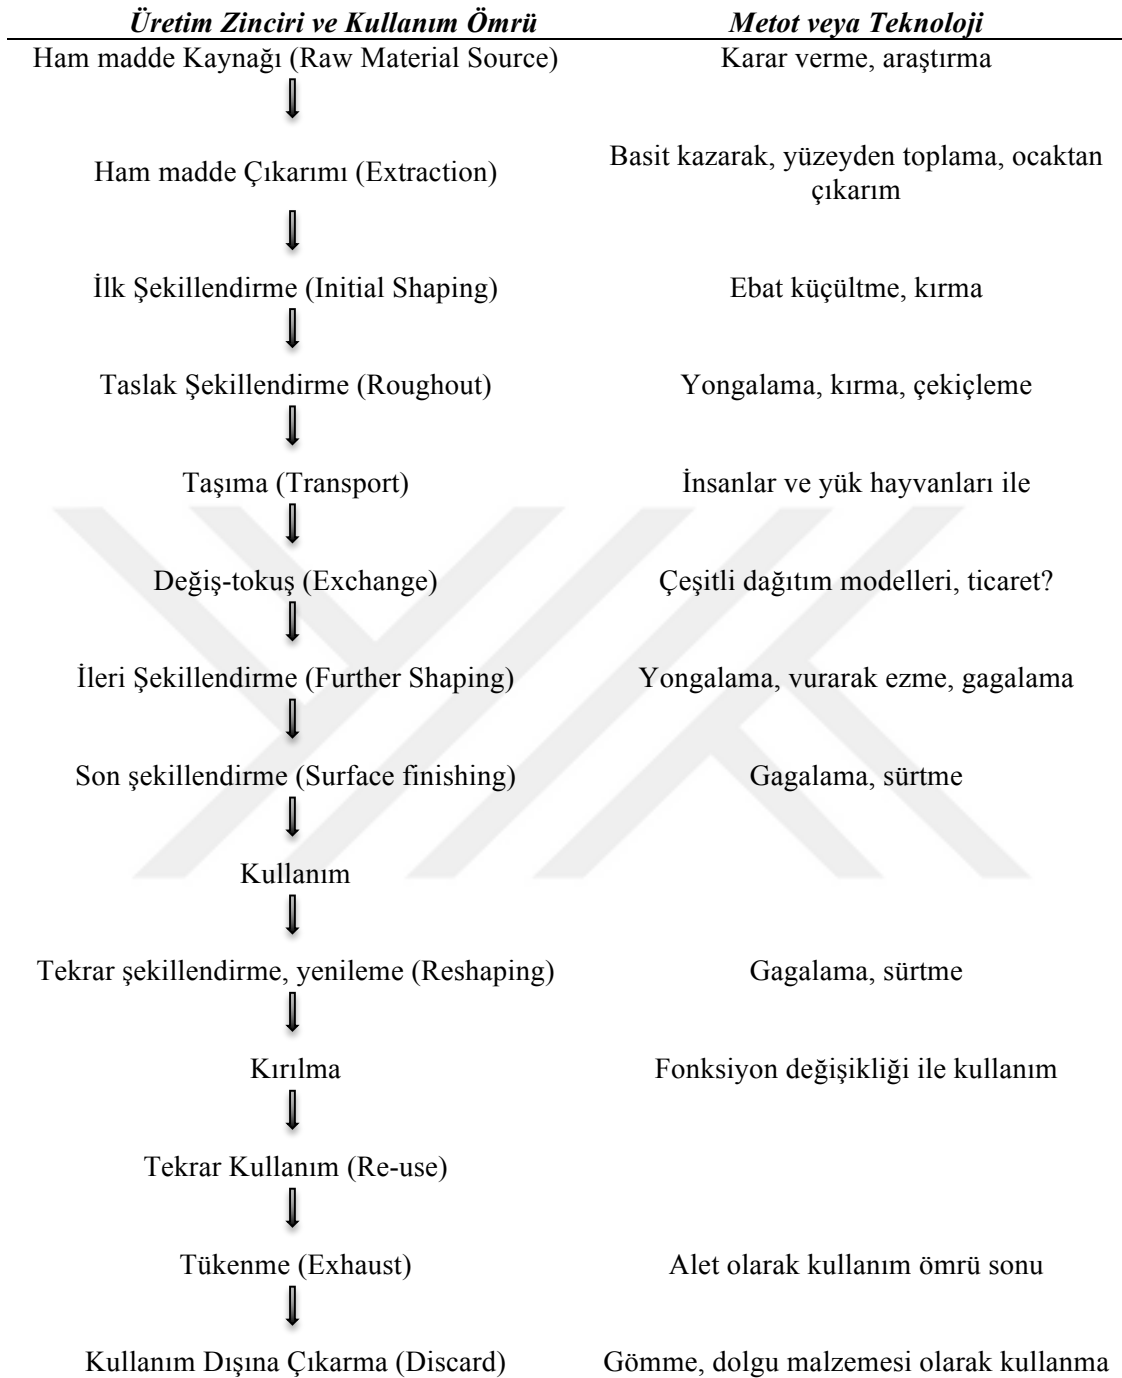 Üretim Zinciri ve Kullanım Ömrü Metot veya Teknoloji
Ham madde Kaynağı (Raw Material Source) Karar verme, araştırma
Ham madde Çıkarımı (Extraction) Basit kazarak, yüzeyden toplama, ocaktan
çıkarım
İlk Şekillendirme (Initial Shaping) Ebat küçültme, kırma
Taslak Şekillendirme (Roughout) Yongalama, kırma, çekiçleme
Taşıma (Transport) İnsanlar ve yük hayvanları ile
Değiş-tokuş (Exchange) Çeşitli dağıtım modelleri, ticaret?
İleri Şekillendirme (Further Shaping) Yongalama, vurarak ezme, gagalama
Son şekillendirme (Surface finishing) Gagalama, sürtme
Kullanım
Tekrar şekillendirme, yenileme (Reshaping) Gagalama, sürtme
Kırılma Fonksiyon değişikliği ile kullanım
Tekrar Kullanım (Re-use)
Tükenme (Exhaust) Alet olarak kullanım ömrü sonu
Kullanım Dışına Çıkarma (Discard) Gömme, dolgu malzemesi olarak kullanma